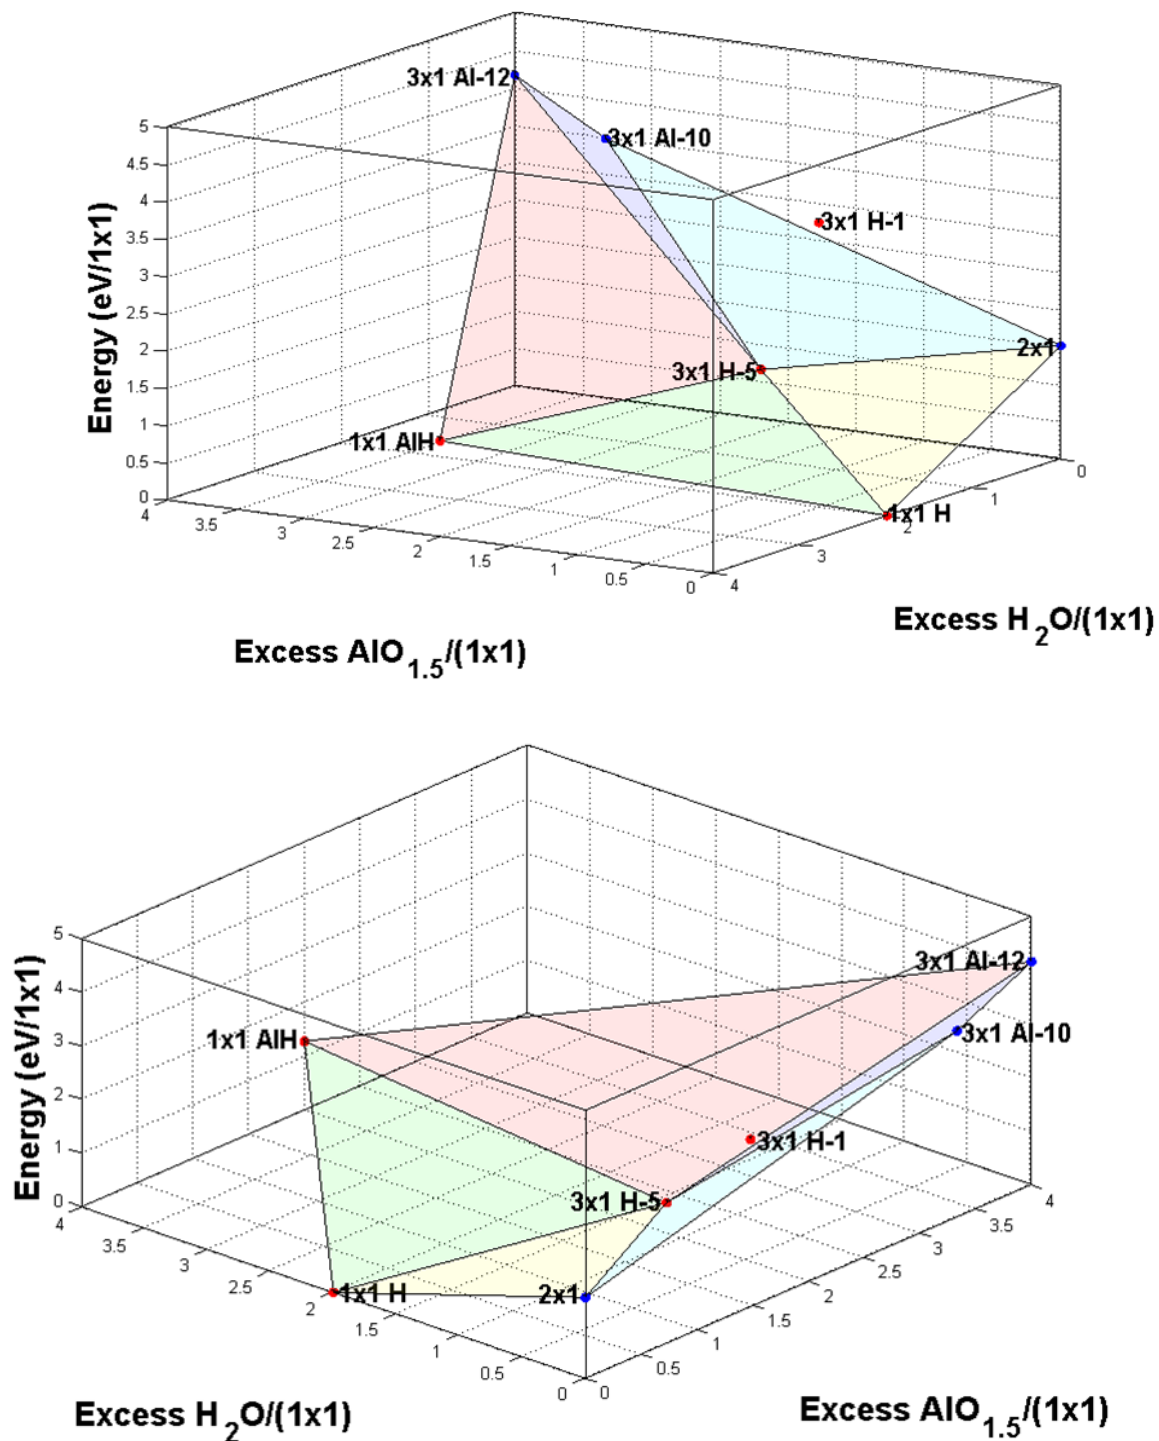 3x1 Al-12
3x1 Al-10
3x1 H-1
2x1
3x1 H-5
1x1 AlH
1x1 H
Energy (eV/1x1)
5
4.5
4
3.5
3
2.5
2
1.5
1
0.5
0
4
3.5
3
2.5
2
1.5
1
0.5
0
4
3
2
1
0
Excess H2O/(1x1)
Excess AlO1.5/(1x1)
3x1 Al-12
3x1 Al-10
1x1 AlH
3x1 H-1
3x1 H-5
1x1 H
2x1
Energy (eV/1x1)
5
4
3
2
1
0
4
3.5
3
2.5
2
1.5
1
0.5
0
0
0.5
1
1.5
2
2.5
3
3.5
4
Excess H2O/(1x1)
Excess AlO1.5/(1x1)